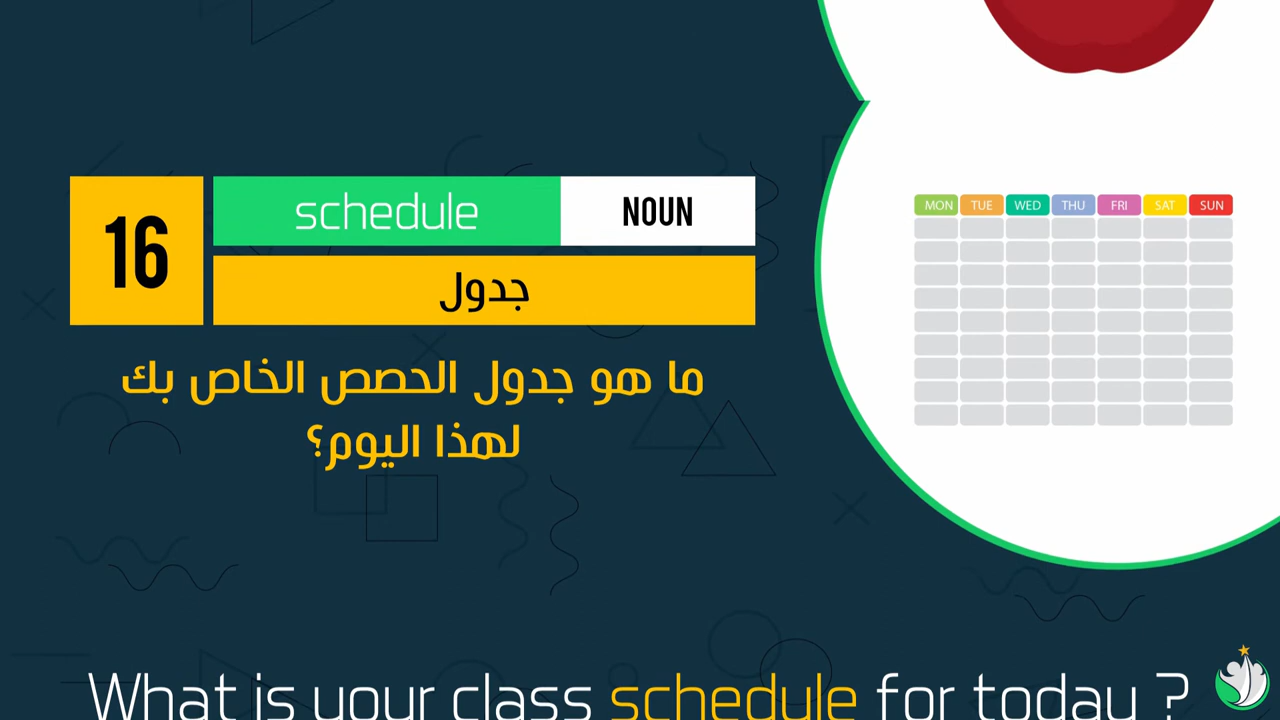 16
schedule
NOUN
جدول
ما هو جدول الحصص الخاص بك
لهذا اليوم؟
MON TUE WED THU FRI SAT SUN
What is your class schedule for today ?